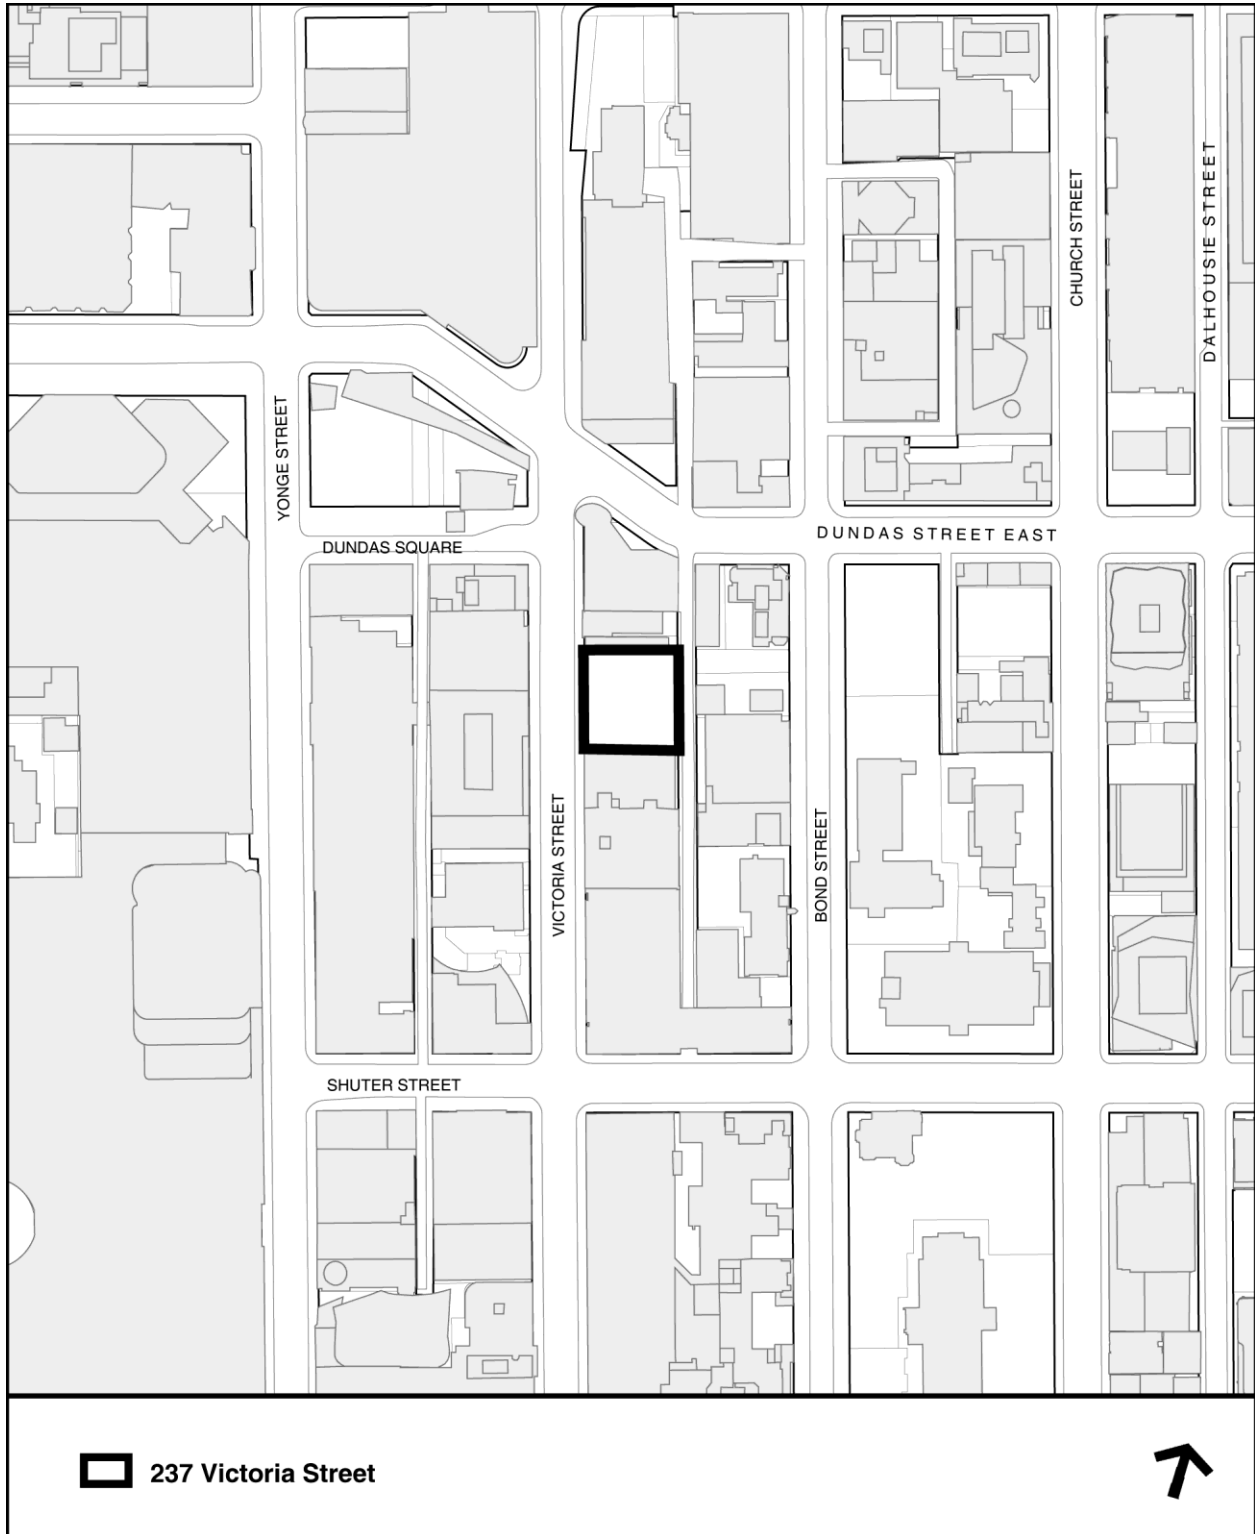 CHURCH STREET
DALHOUSIE STREET
YONGE STREET
DUNDAS STREET EAST
DUNDAS SQUARE
VICTORIA STREET
BOND STREET
SHUTER STREET
237 Victoria Street